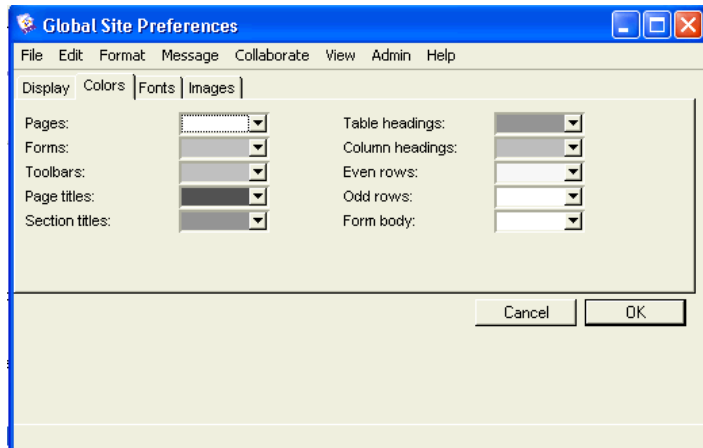 Global Site Preferences
File Edit Format Message Collaborate View Admin Help
Display Colors Fonts Images
Pages: Table headings:
Forms: Column headings:
Toolbars: Even rows:
Page titles: Odd rows:
Section titles: Form body:
Cancel OK